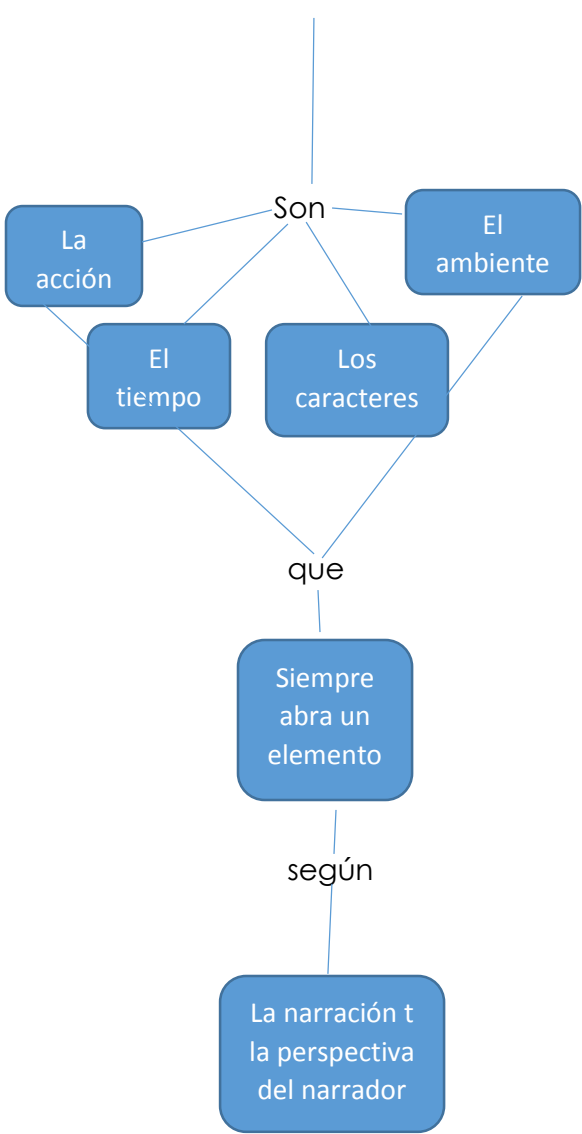 Son
La
acción
El
ambiente
El
tiempo
Los
caracteres
que
Siempre
abra un
elemento
según
La narración t
la perspectiva
del narrador